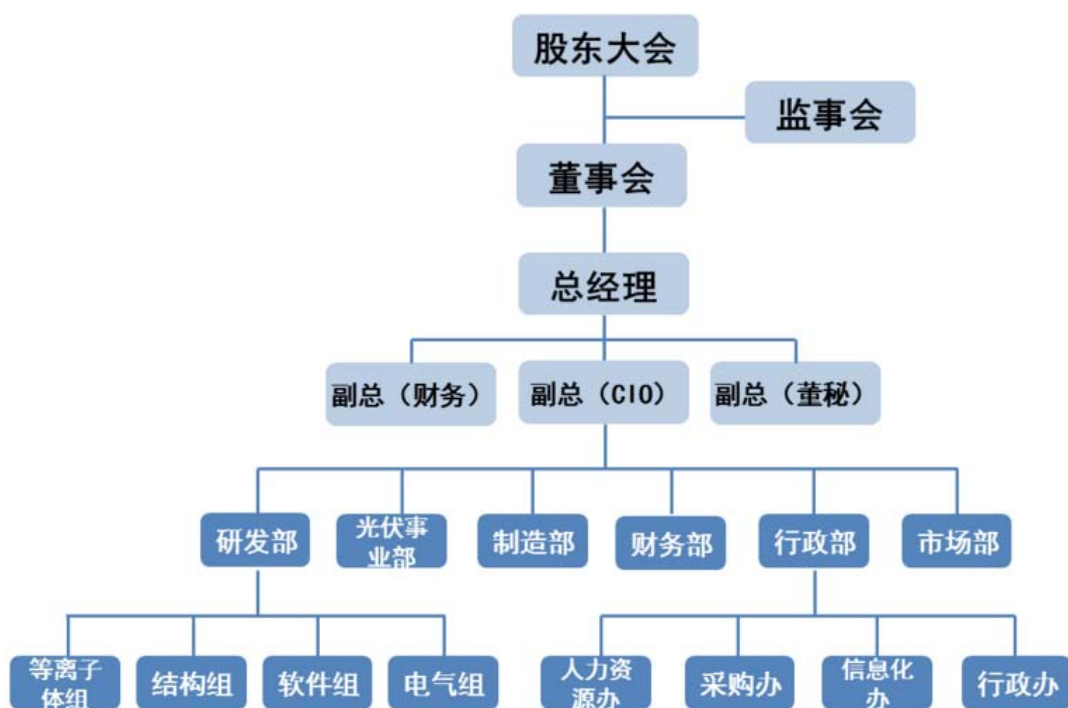 股东大会
监事会
董事会
总经理
副总（财务）
副总（CIO）
副总（董秘）
研发部
光伏事
业部
制造部
财务部
行政部
市场部
等离子
体组
结构组
软件组
电气组
人力资
源办
采购办
信息化
办
行政办